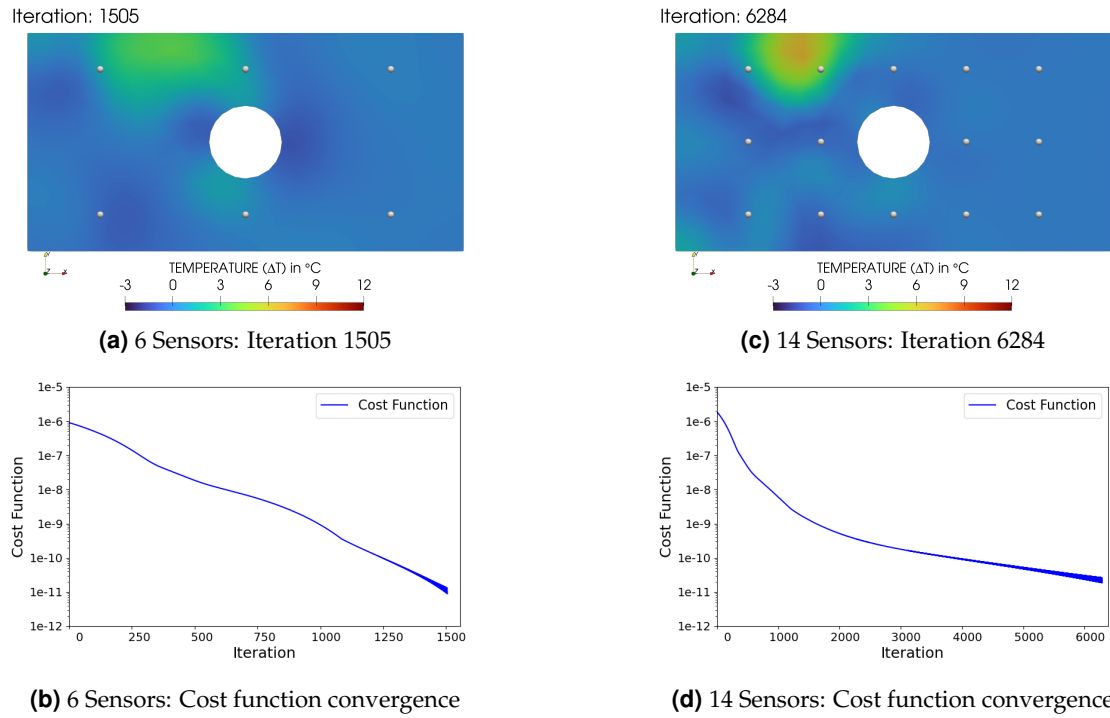 Iteration: 1505
TEMPERATURE (ΔT) in °C
-3 0 3 6 9 12
(a) 6 Sensors: Iteration 1505
1e-5
1e-6
1e-7
1e-8
1e-9
1e-10
1e-11
1e-12
Cost Function
Cost Function
0 250 500 750 1000 1250 1500
Iteration
(b) 6 Sensors: Cost function convergence
Iteration: 6284
TEMPERATURE (ΔT) in °C
-3 0 3 6 9 12
(c) 14 Sensors: Iteration 6284
1e-5
1e-6
1e-7
1e-8
1e-9
1e-10
1e-11
1e-12
Cost Function
Cost Function
0 1000 2000 3000 4000 5000 6000
Iteration
(d) 14 Sensors: Cost function convergence